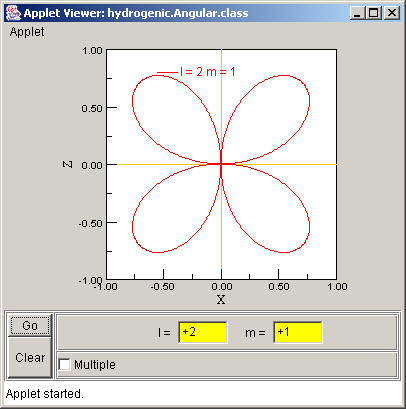 Applet Viewer: hydrogenic.Angular.class
Applet
1.00
l = 2 m = 1
0.50
Z
0.00
-0.50
-1.00
-1.00 -0.50 0.00 0.50 1.00
X
Go
l = +2 m = +1
Clear
Multiple
Applet started.